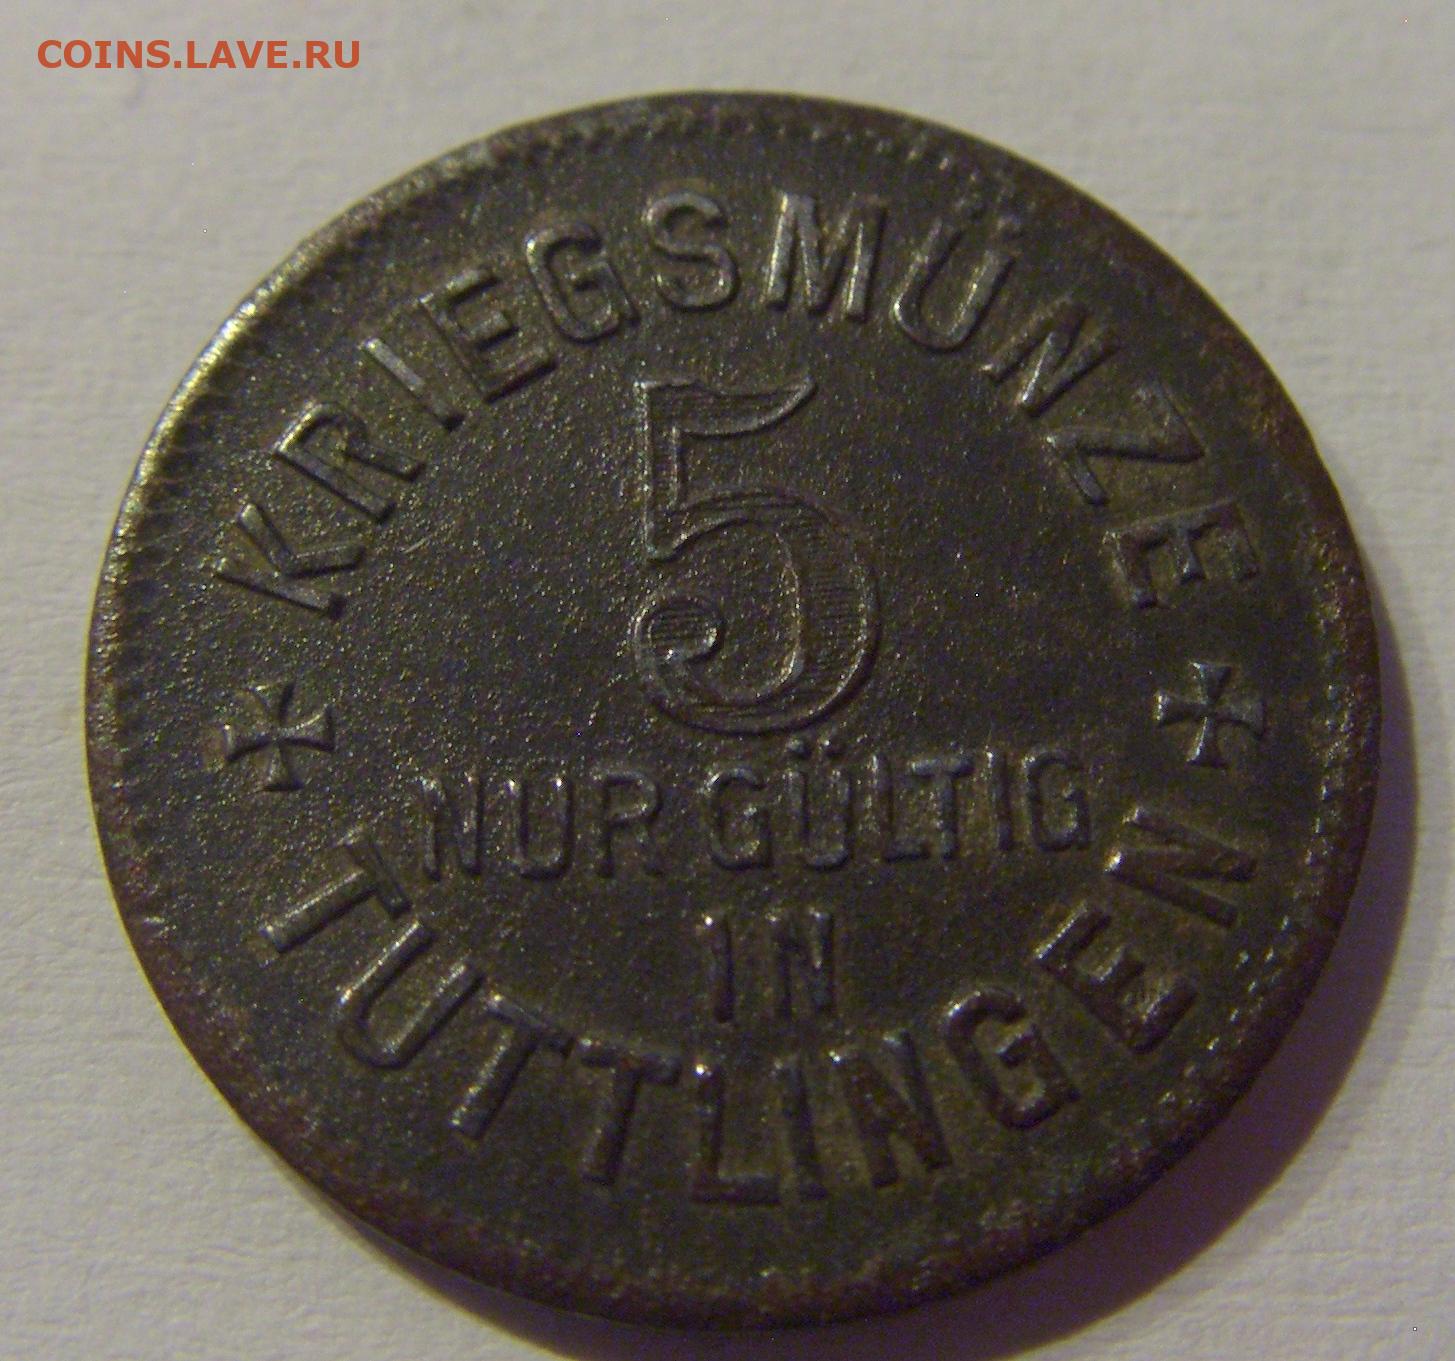 COINS.LAVE.RU
KRIEGSMÜNZE
5
NUR GÜLTIG
IN
TUTTLINGEN